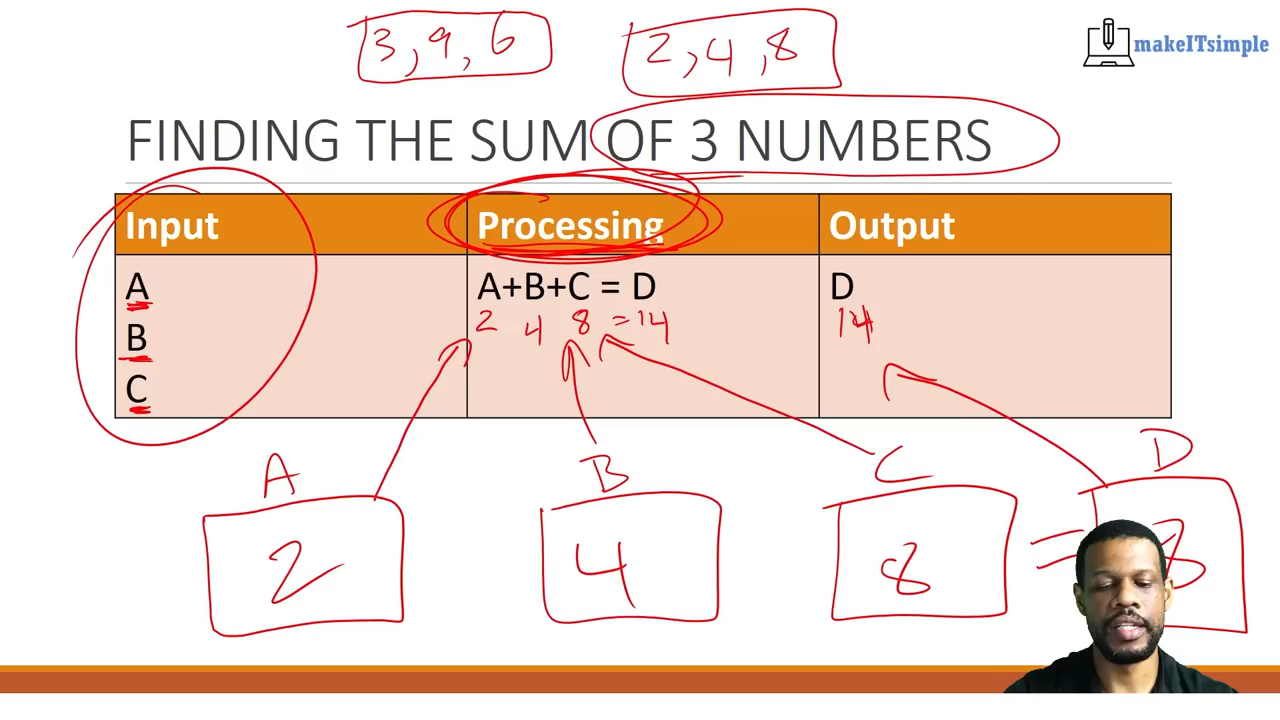 3, 9, 6 2, 4, 8
makeITsimple
FINDING THE SUM OF 3 NUMBERS
Input Processing Output
A A+B+C = D D
2 4 8 =14 14
B
C
A B C D
2 4 8 =